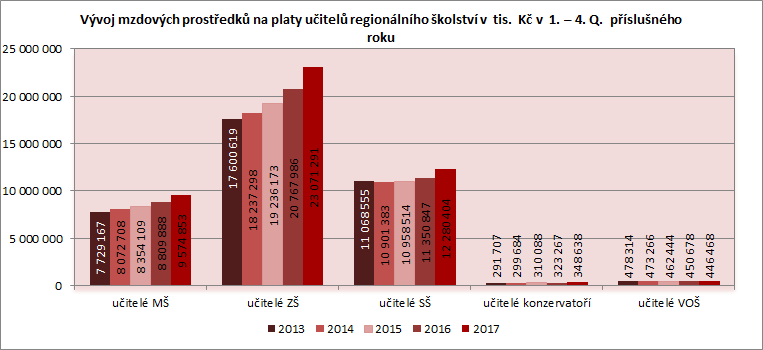 Vývoj mzdových prostředků na platy učitelů regionálního školství v tis. Kč v 1. – 4. Q. příslušného
roku
25 000 000
20 000 000
15 000 000
10 000 000
5 000 000
0
7 729 167
8 072 708
8 354 109
8 809 888
9 574 853
17 600 619
18 237 298
19 236 173
20 767 986
23 071 291
11 068 555
10 901 383
10 958 514
11 350 847
12 280 404
291 707
299 684
310 088
323 267
348 638
478 314
473 266
462 444
450 678
446 468
učitelé MŠ
učitelé ZŠ
učitelé SŠ
učitelé konzervatoří
učitelé VOŠ
2013 2014 2015 2016 2017